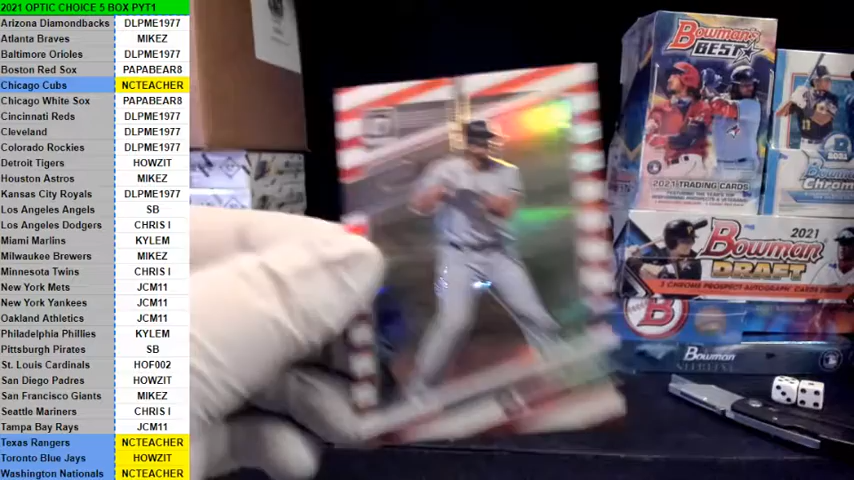 2021 OPTIC CHOICE 5 BOX PYT1
Arizona Diamondbacks DLPME1977
Atlanta Braves MIKEZ
Baltimore Orioles DLPME1977
Boston Red Sox PAPABEAR8
Chicago Cubs NCTEACHER
Chicago White Sox PAPABEAR8
Cincinnati Reds DLPME1977
Cleveland DLPME1977
Colorado Rockies DLPME1977
Detroit Tigers HOWZIT
Houston Astros MIKEZ
Kansas City Royals DLPME1977
Los Angeles Angels SB
Los Angeles Dodgers CHRIS I
Miami Marlins KYLEM
Milwaukee Brewers MIKEZ
Minnesota Twins CHRIS I
New York Mets JCM11
New York Yankees JCM11
Oakland Athletics JCM11
Philadelphia Phillies KYLEM
Pittsburgh Pirates SB
St. Louis Cardinals HOF002
San Diego Padres HOWZIT
San Francisco Giants MIKEZ
Seattle Mariners CHRIS I
Tampa Bay Rays JCM11
Texas Rangers NCTEACHER
Toronto Blue Jays HOWZIT
Washington Nationals NCTEACHER
Bowman's
BEST
2021 TRADING CARDS
2021
Bowman
Chrome
2021
Bowman
DRAFT
B
Bowman